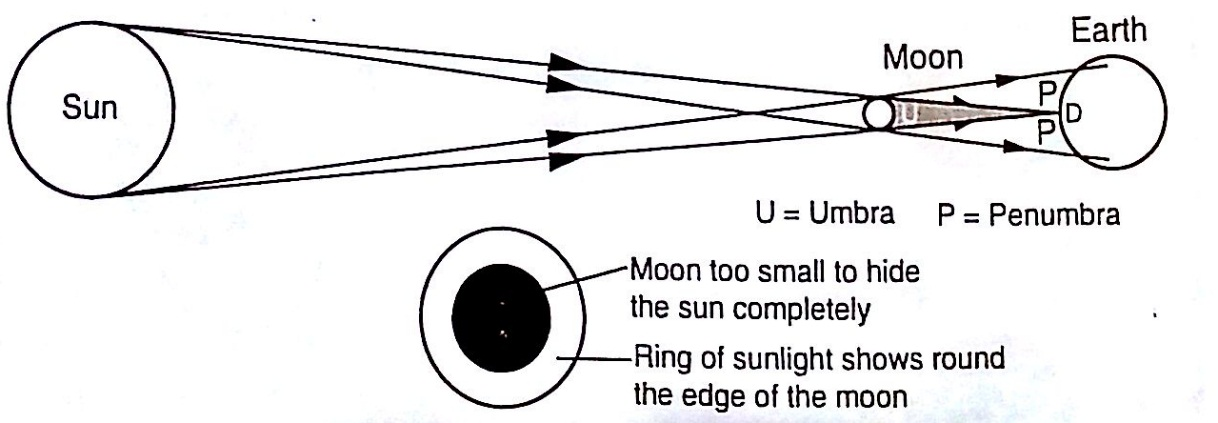 Earth
Moon
Sun
U
P
P
D
U = Umbra P = Penumbra
Moon too small to hide
the sun completely
Ring of sunlight shows round
the edge of the moon